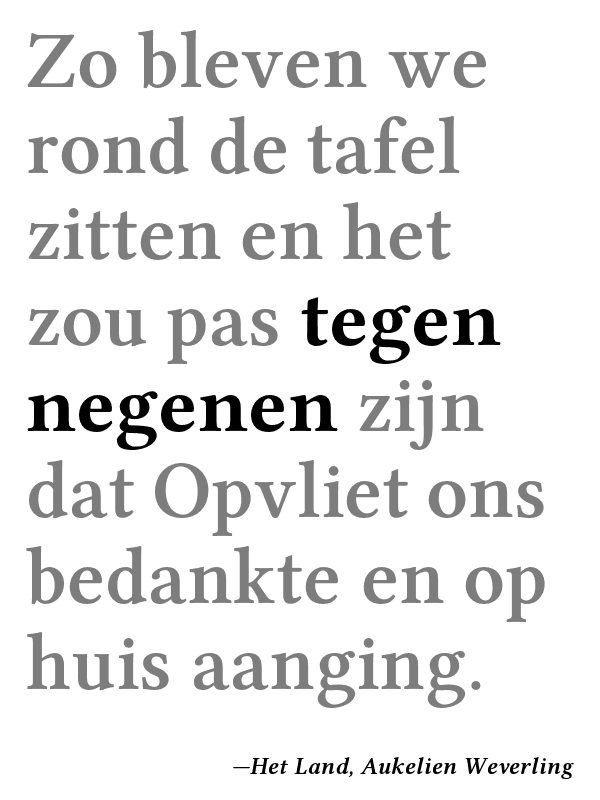 Zo bleven we
rond de tafel
zitten en het
zou pas tegen
negenen zijn
dat Opvliet ons
bedankte en op
huis aanging.
—Het Land, Aukelien Weverling